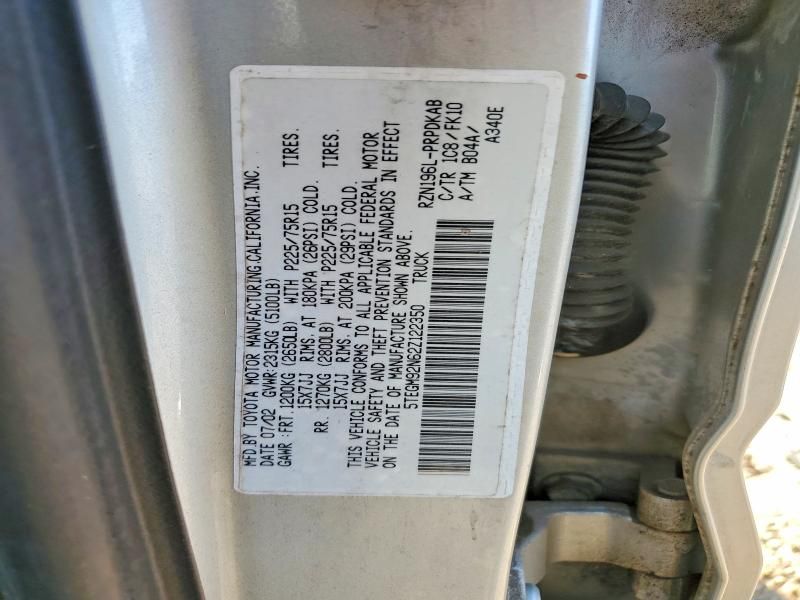 MFD.BY TOYOTA MOTOR MANUFACTURING,CALIFORNIA,INC.
DATE 07/02 GVWR:2315KG (5100LB)
GAWR :FRT.1200KG (2650LB) WITH P225/75R15 TIRES.
15X7JJ RIMS. AT 180KPA (26PSI) COLD.
RR. 1270KG (2800LB) WITH P225/75R15 TIRES.
15X7JJ RIMS. AT 200KPA (29PSI) COLD.
THIS VEHICLE CONFORMS TO ALL APPLICABLE FEDERAL MOTOR
VEHICLE SAFETY AND THEFT PREVENTION STANDARDS IN EFFECT
ON THE DATE OF MANUFACTURE SHOWN ABOVE.
5TEGM92N62Z122350 TRUCK
RZN196L-PRPDKAB
C/TR 1C8/FK10
A/TM B04A/
A340E